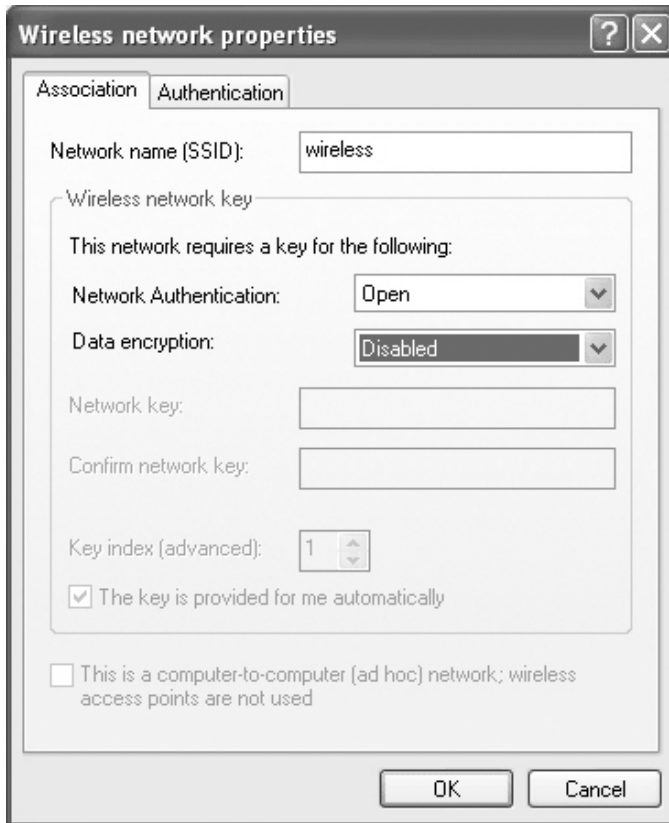 Wireless network properties
Association
Authentication
Network name (SSID):
wireless
Wireless network key
This network requires a key for the following:
Network Authentication:
Open
Data encryption:
Disabled
Network key:
Confirm network key:
Key index (advanced):
1
The key is provided for me automatically
This is a computer-to-computer (ad hoc) network; wireless
access points are not used
OK
Cancel